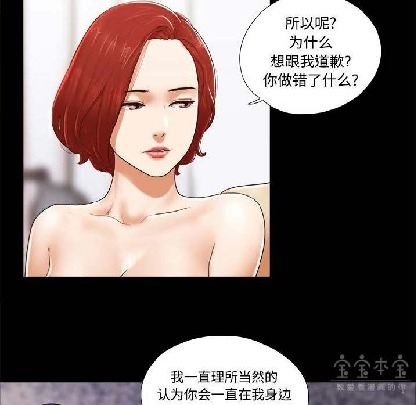 所以呢?
为什么
想跟我道歉?
你做错了什么?
宝宝本宝
我一直理所当然的
认为你会一直在我身边